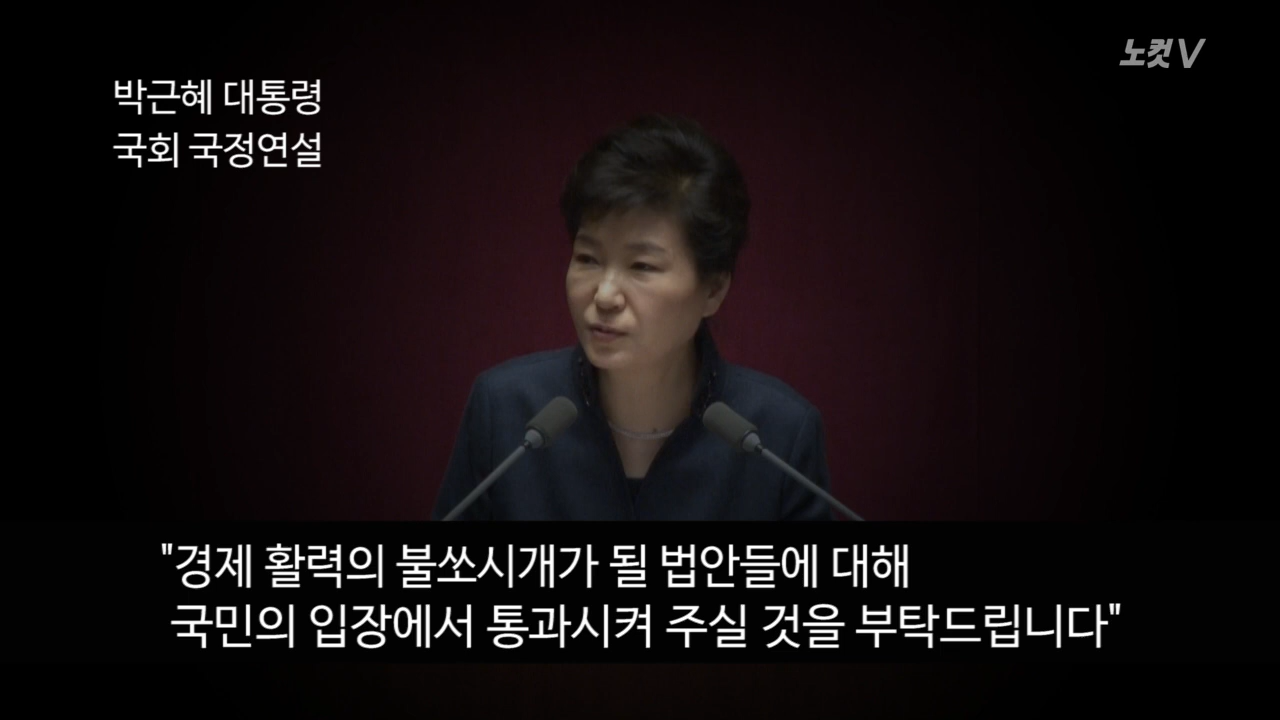 노컷V
박근혜 대통령
국회 국정연설
"경제 활력의 불쏘시개가 될 법안들에 대해
국민의 입장에서 통과시켜 주실 것을 부탁드립니다"